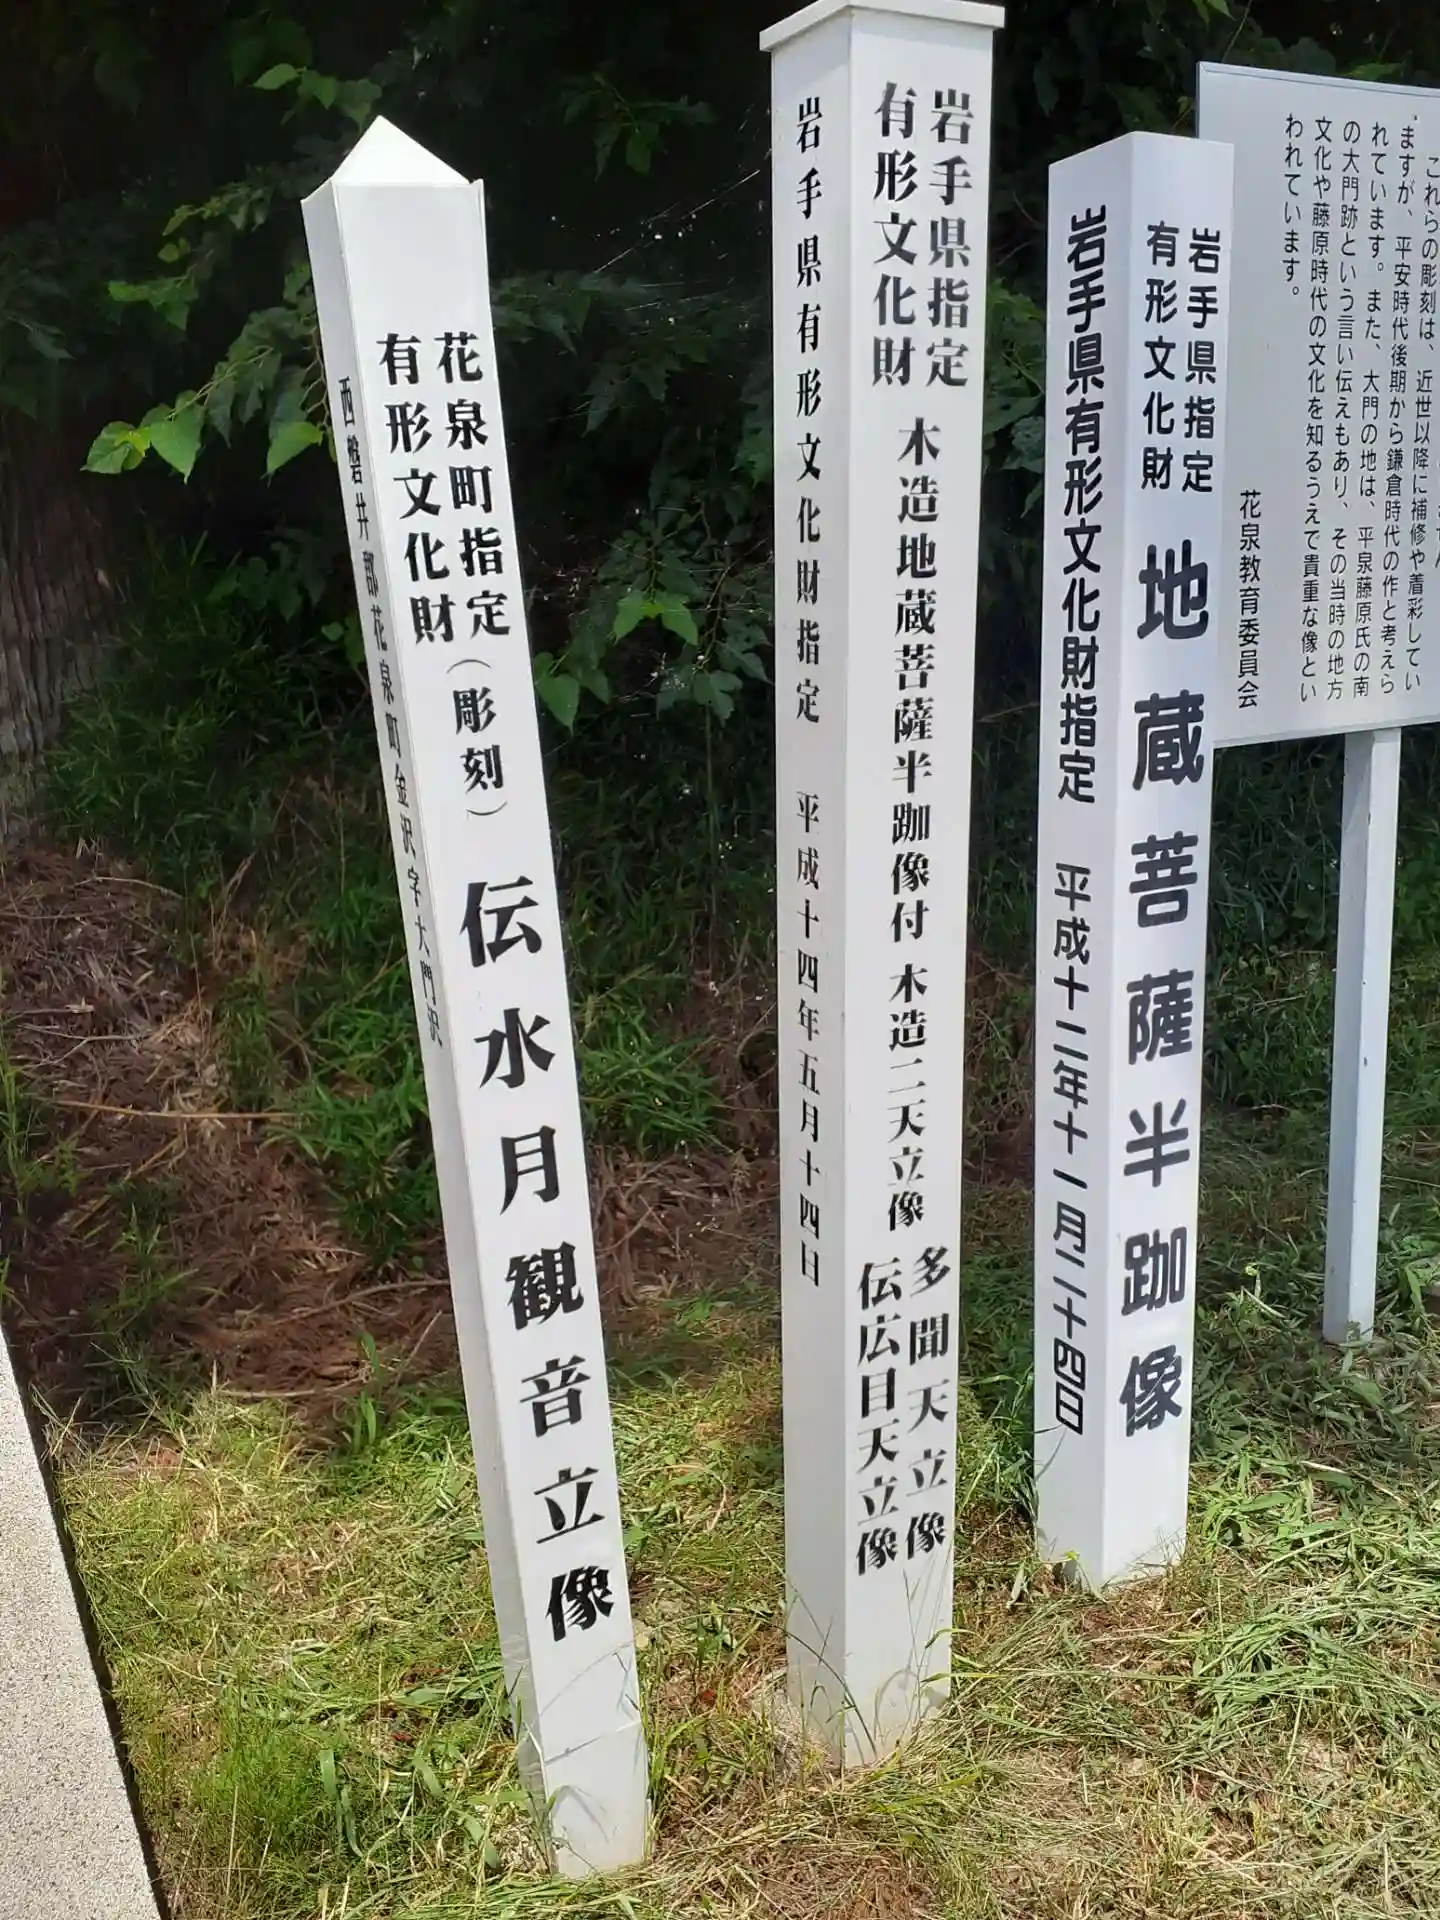 花泉町指定
有形文化財
（彫刻）
伝水月観音立像
西磐井郡花泉町金沢字大門沢
岩手県指定
有形文化財
木造地蔵菩薩半跏像付
木造二天立像
多聞天立像
伝広目天立像
岩手県有形文化財指定 平成十四年五月十四日
岩手県指定
有形文化財
地蔵菩薩半跏像
岩手県有形文化財指定 平成十二年十一月二十四日
これらの彫刻は、近世以降に補修や着彩してい
ますが、平安時代後期から鎌倉時代の作と考えら
れています。また、大門の地は、平泉藤原氏の南
の大門跡という言い伝えもあり、その当時の地方
文化や藤原時代の文化を知るうえで貴重な像とい
われています。
花泉教育委員会